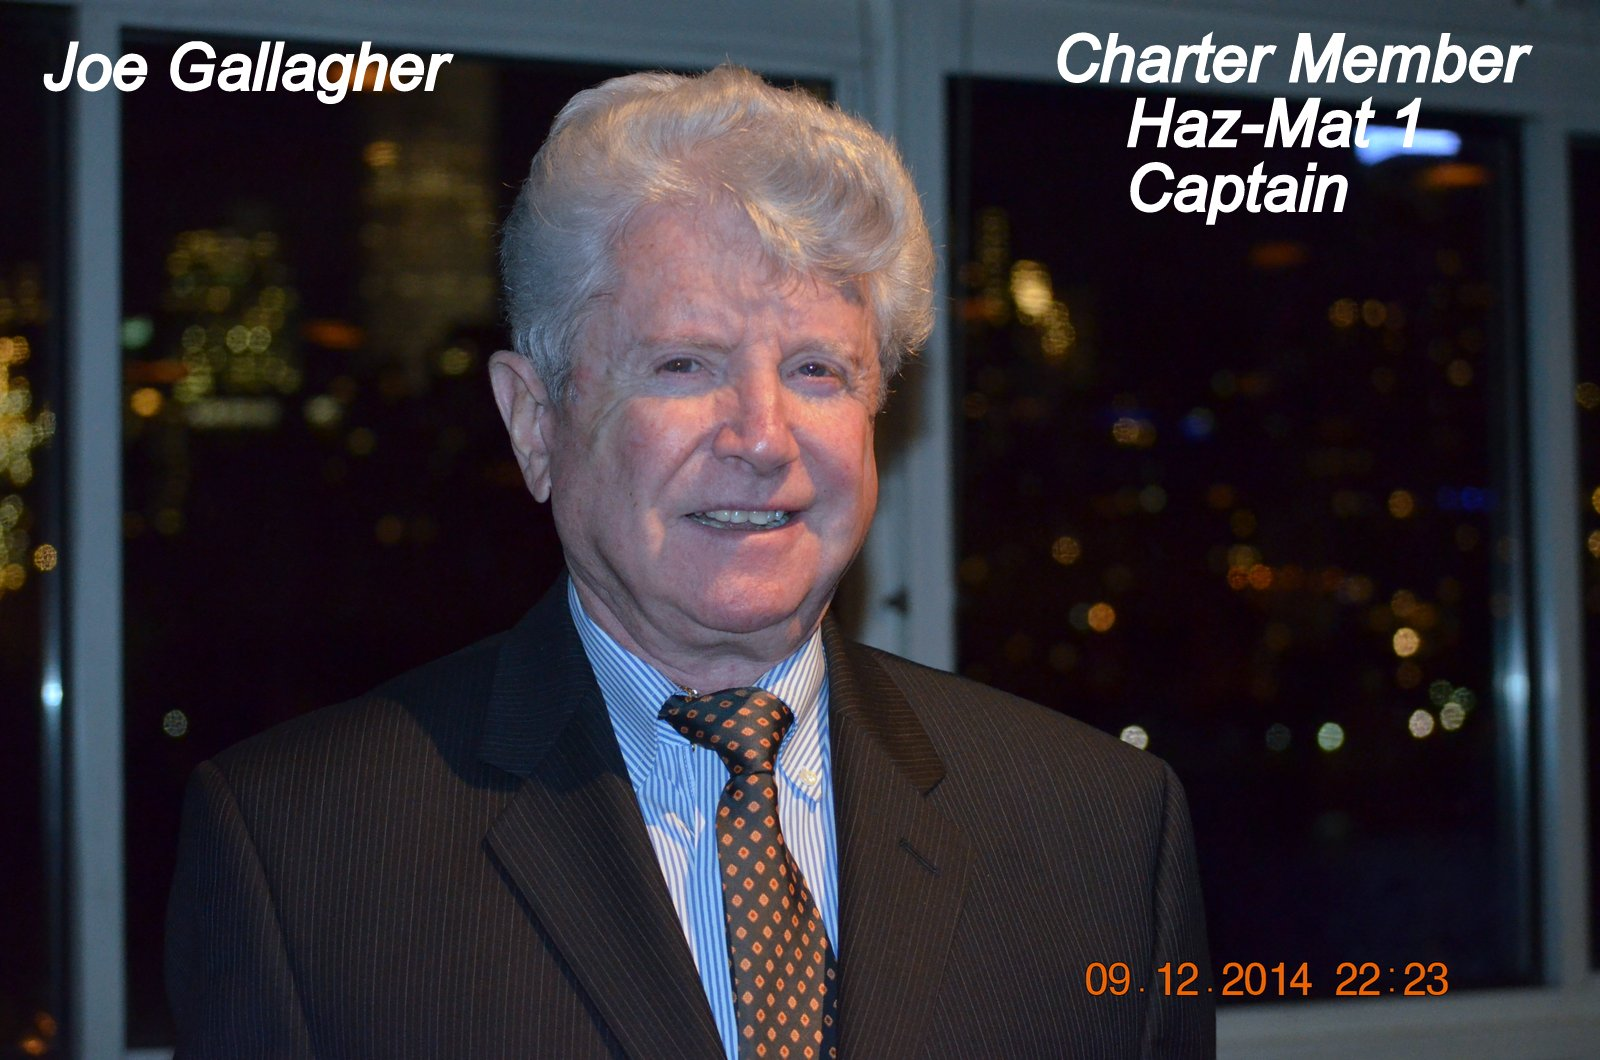 Joe Gallagher
Charter Member
Haz-Mat 1
Captain
09.12.2014 22:23